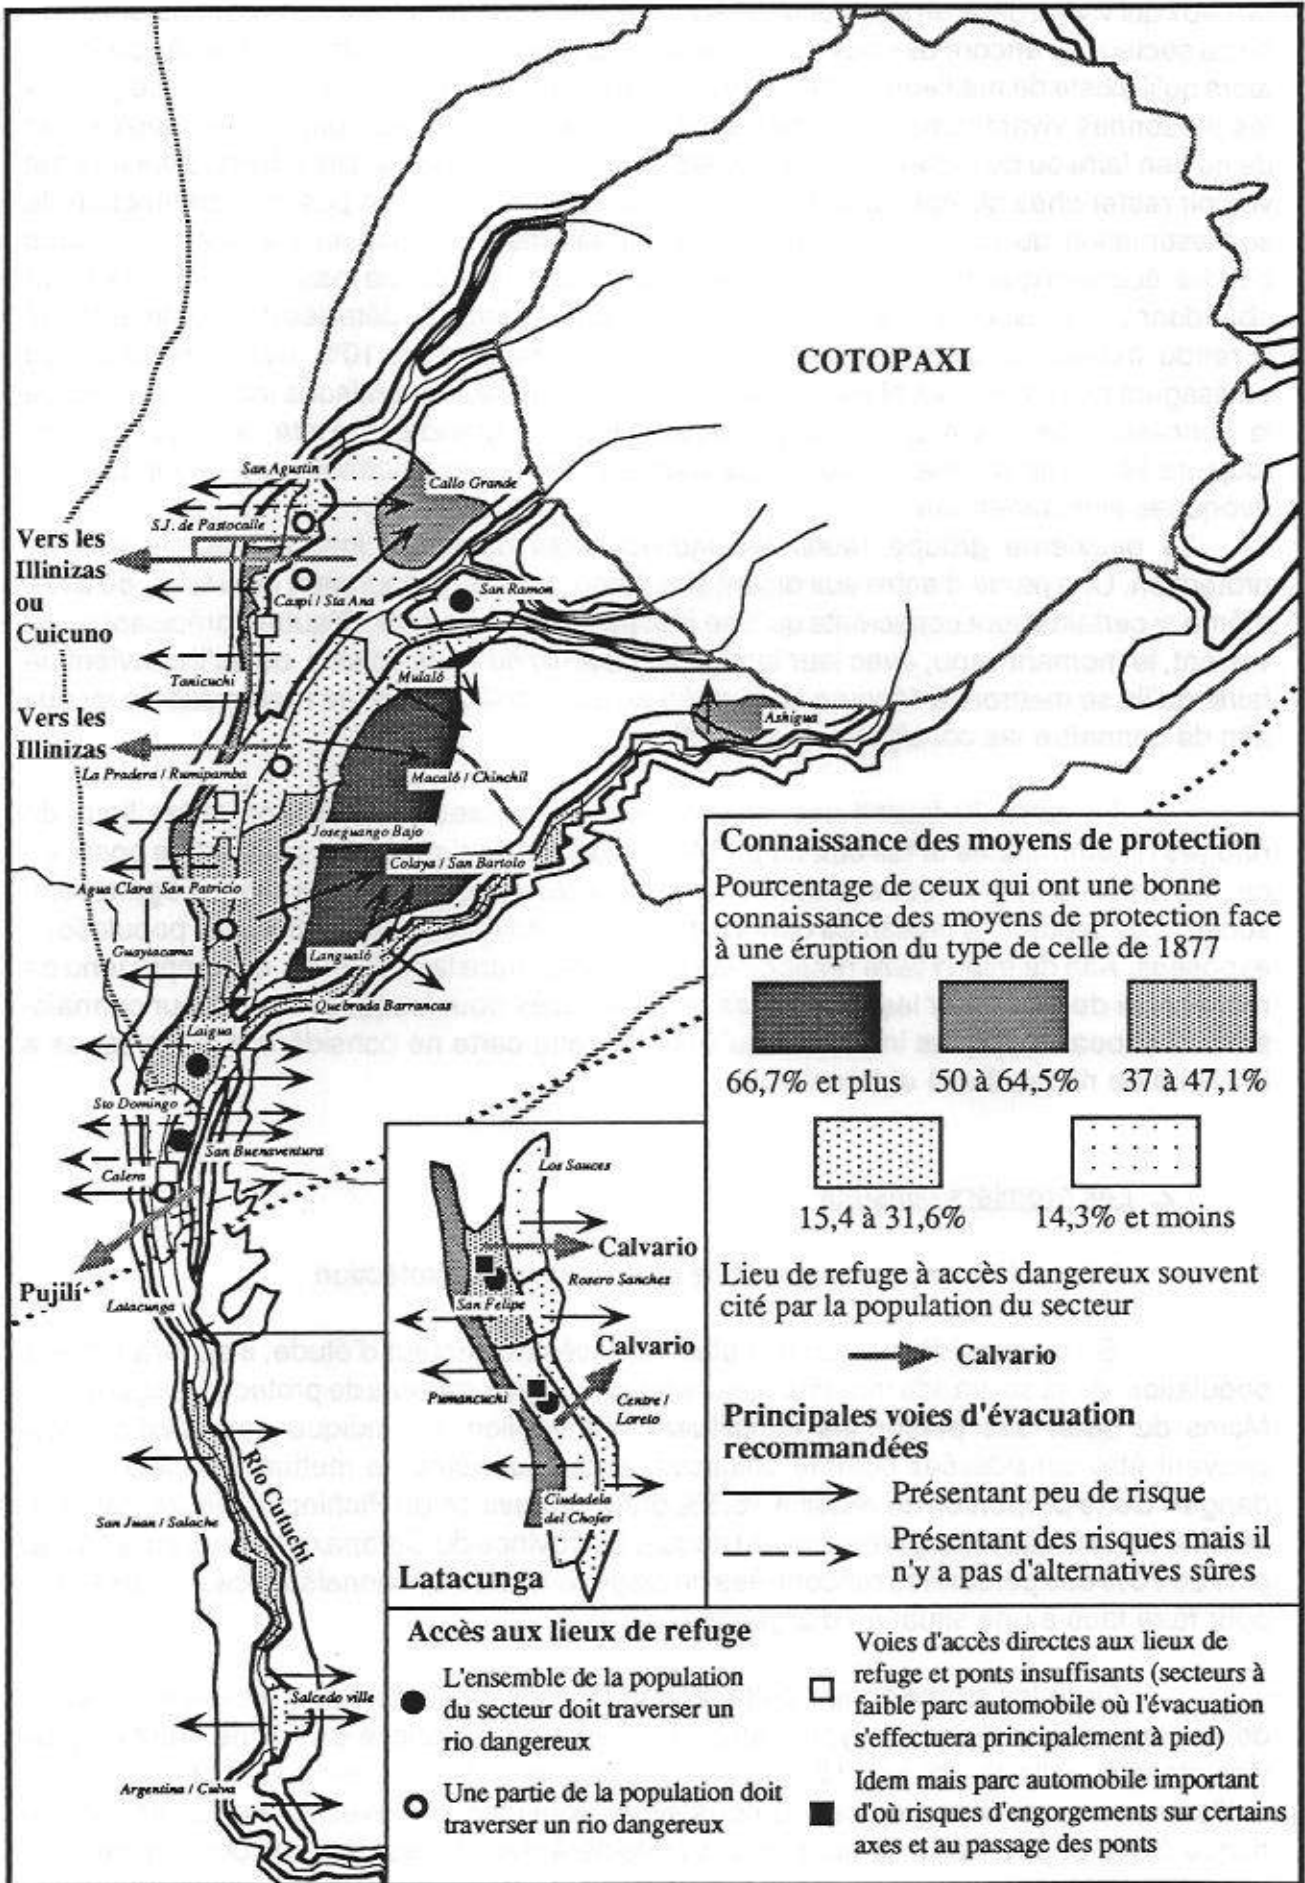 COTOPAXI
San Agustin
Callo Grande
S.J. de Pastocalle
Vers les
Illinizas
ou
Cuicuno
Caspi / Sta Ana
San Ramon
Tanicuchi
Mulaló
Ashigua
Vers les
Illinizas
La Pradera / Rumipamba
Macaló / Chinchil
Joseguango Bajo
Colaya / San Bartolo
Agua Clara San Patricio
Guaytacama
Langualó
Quebrada Barrancas
Laigua
Sto Domingo
San Buenaventura
Calera
Pujilí
Latacunga
Rifo Cutuchi
San Juan / Salache
Salcedo ville
Argentina / Culva
Los Sauces
Calvario
Rosero Sanchez
San Felipe
Calvario
Pumancuchi
Centre /
Loreto
Ciudadela
del Chofer
Latacunga
Connaissance des moyens de protection
Pourcentage de ceux qui ont une bonne
connaissance des moyens de protection face
à une éruption du type de celle de 1877
66,7% et plus 50 à 64,5% 37 à 47,1%
15,4 à 31,6% 14,3% et moins
Lieu de refuge à accès dangereux souvent
cité par la population du secteur
Calvario
Principales voies d'évacuation
recommandées
Présentant peu de risque
Présentant des risques mais il
n'y a pas d'alternatives sûres
Accès aux lieux de refuge
L'ensemble de la population
du secteur doit traverser un
rio dangereux
Une partie de la population doit
traverser un rio dangereux
Voies d'accès directes aux lieux de
refuge et ponts insuffisants (secteurs à
faible parc automobile où l'évacuation
s'effectuera principalement à pied)
Idem mais parc automobile important
d'où risques d'engorgements sur certains
axes et au passage des ponts